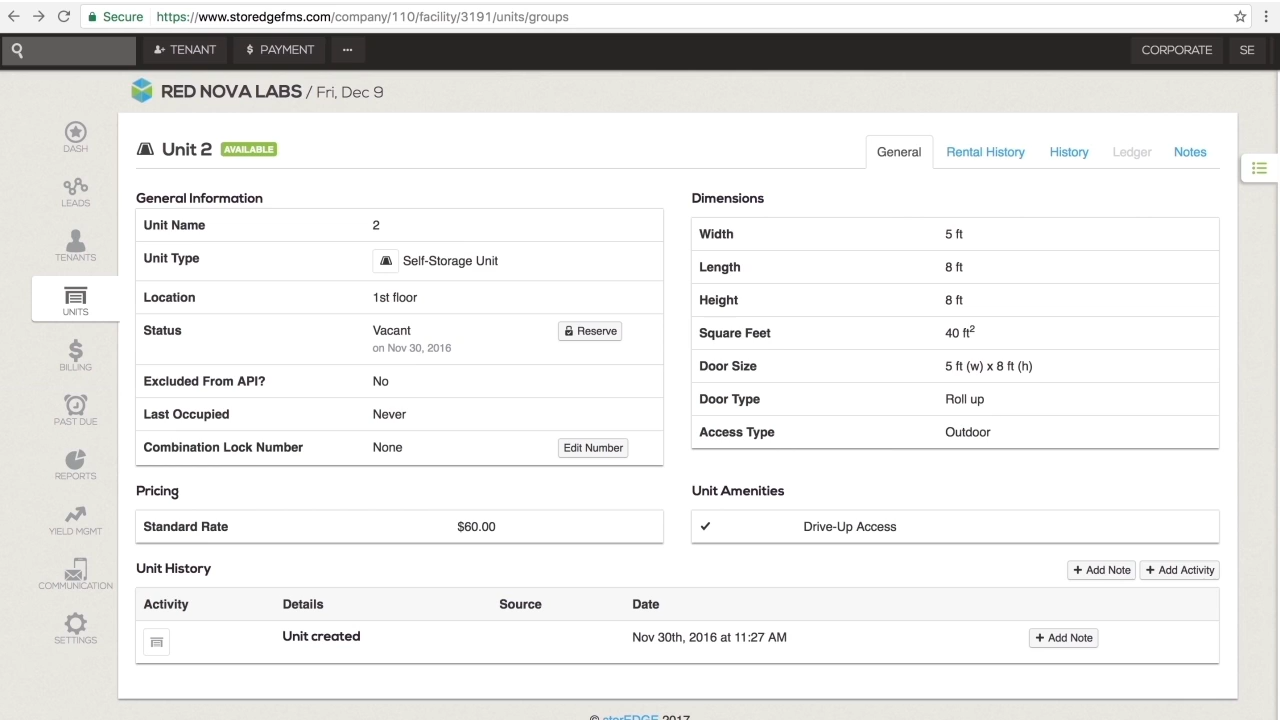 Secure https://www.storedgefms.com/company/110/facility/3191/units/groups
TENANT $ PAYMENT ... CORPORATE SE
RED NOVA LABS / Fri, Dec 9
DASH
LEADS
TENANTS
UNITS
BILLING
PAST DUE
REPORTS
YIELD MGMT
COMMUNICATION
SETTINGS
Unit 2 AVAILABLE
General Rental History History Ledger Notes
General Information
Unit Name 2
Unit Type Self-Storage Unit
Location 1st floor
Status Vacant Reserve
on Nov 30, 2016
Excluded From API? No
Last Occupied Never
Combination Lock Number None Edit Number
Dimensions
Width 5 ft
Length 8 ft
Height 8 ft
Square Feet 40 ft²
Door Size 5 ft (w) x 8 ft (h)
Door Type Roll up
Access Type Outdoor
Pricing
Standard Rate $60.00
Unit Amenities
✓ Drive-Up Access
Unit History + Add Note + Add Activity
Activity Details Source Date
Unit created Nov 30th, 2016 at 11:27 AM + Add Note
© storEDGE 2017